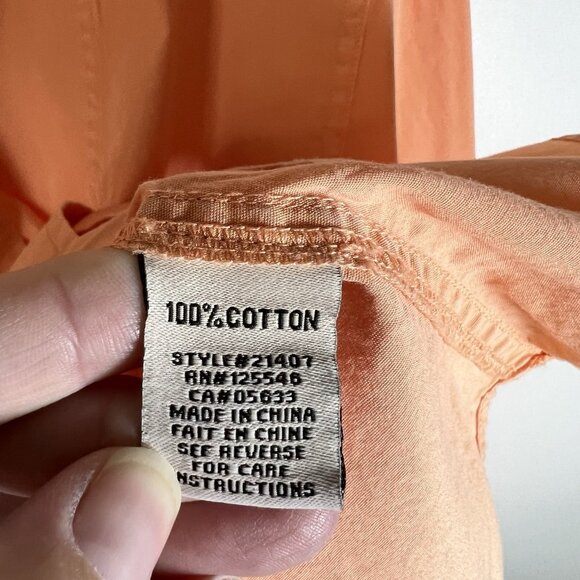 100% COTTON
STYLE#21407
RN#125546
CA#05633
MADE IN CHINA
FAIT EN CHINE
SEE REVERSE
FOR CARE
INSTRUCTIONS